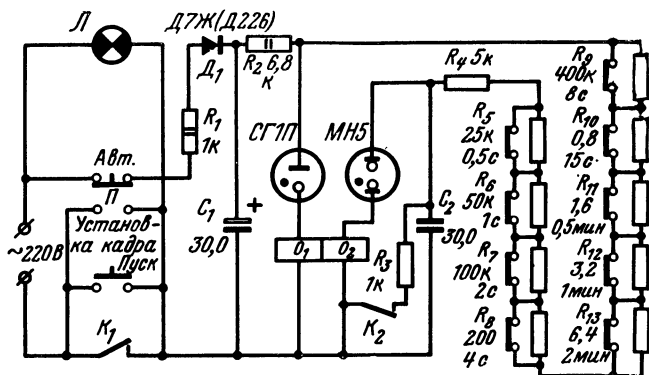 Л
Д7Ж(Д226)
Д1
R2 6,8
к
R1
1к
Авт.
П
Установ-
ка кадра
Пуск
~220В
K1
C1
30,0
+
СГ1П
МН5
O1
O2
R3
1к
K2
C2
30,0
R4 5к
R5
25к
0,5с
R6
50к
1с
R7
100к
2с
R8
200
4с
R9
400к
8с
R10
0,8
15с
R11
1,6
0,5мин
R12
3,2
1мин
R13
6,4
2мин